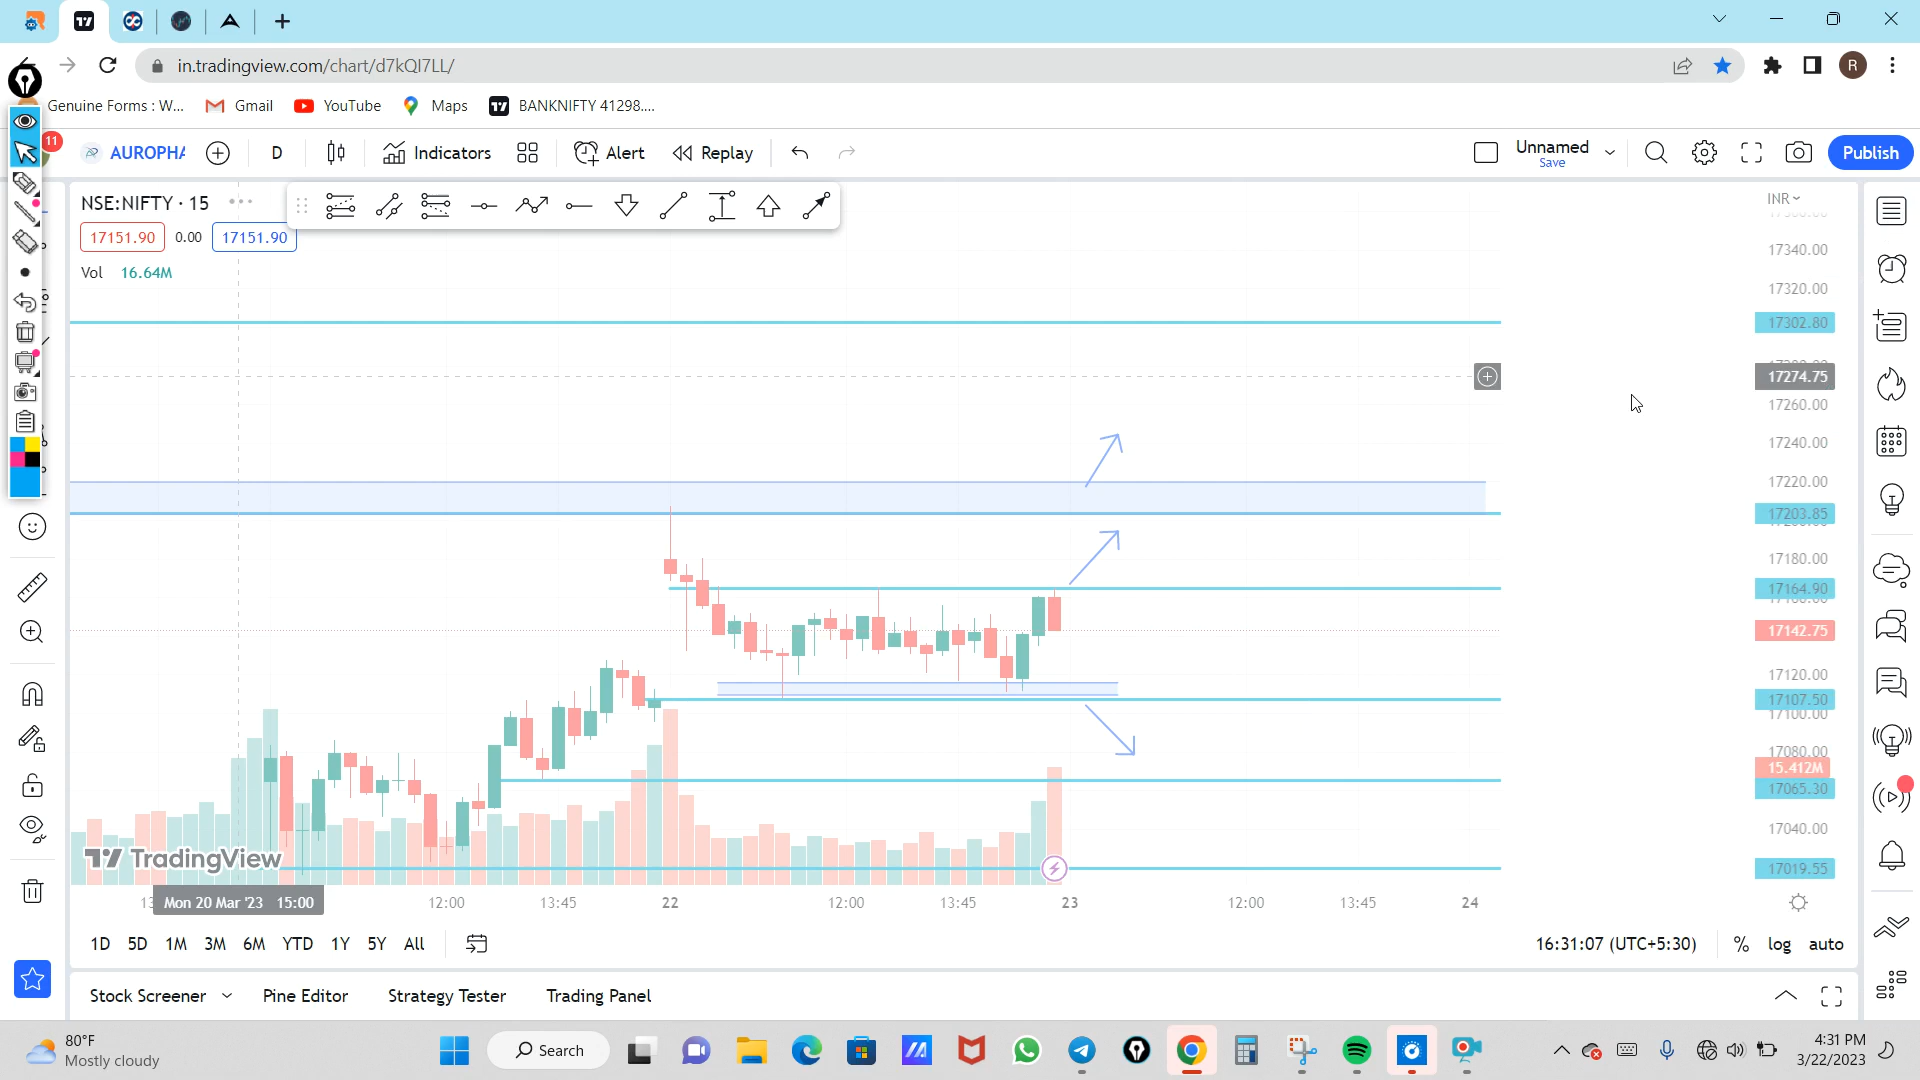 in.tradingview.com/chart/d7kQI7LL/
R
Genuine Forms : W...
Gmail
YouTube
Maps
BANKNIFTY 41298....
11
AUROPHA
D
Indicators
Alert
Replay
Unnamed
Save
Publish
NSE:NIFTY · 15
INR
17151.90
0.00
17151.90
Vol 16.64M
17340.00
17320.00
17302.80
17274.75
17260.00
17240.00
17220.00
17203.85
17180.00
17164.90
17142.75
17120.00
17107.50
17100.00
17080.00
15.412M
17065.30
17040.00
17019.55
TradingView
Mon 20 Mar '23 15:00
12:00
13:45
22
12:00
13:45
23
12:00
13:45
24
1D
5D
1M
3M
6M
YTD
1Y
5Y
All
16:31:07 (UTC+5:30)
%
log
auto
Stock Screener
Pine Editor
Strategy Tester
Trading Panel
80°F
Mostly cloudy
Search
4:31 PM
3/22/2023